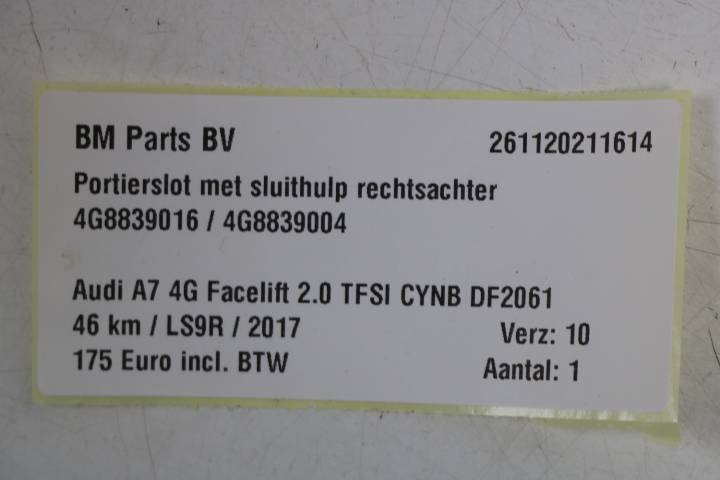 BM Parts BV 261120211614
Portierslot met sluithulp rechtsachter
4G8839016 / 4G8839004
Audi A7 4G Facelift 2.0 TFSI CYNB DF2061
46 km / LS9R / 2017 Verz: 10
175 Euro incl. BTW Aantal: 1